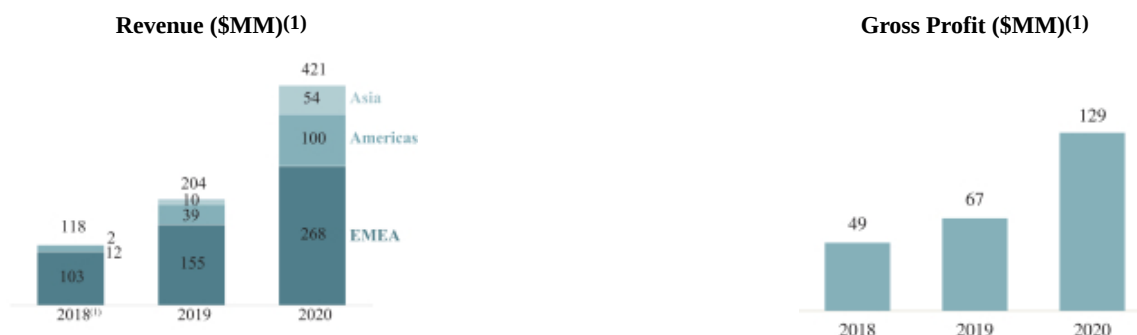 Revenue ($MM)(1)
421
54 Asia
100 Americas
268 EMEA
204
10
39
155
118
2
12
103
2018(1) 2019 2020
Gross Profit ($MM)(1)
129
67
49
2018 2019 2020